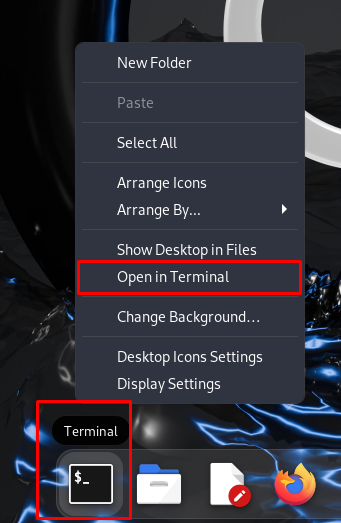 New Folder
Paste
Select All
Arrange Icons
Arrange By...
Show Desktop in Files
Open in Terminal
Change Background...
Desktop Icons Settings
Display Settings
Terminal
$_